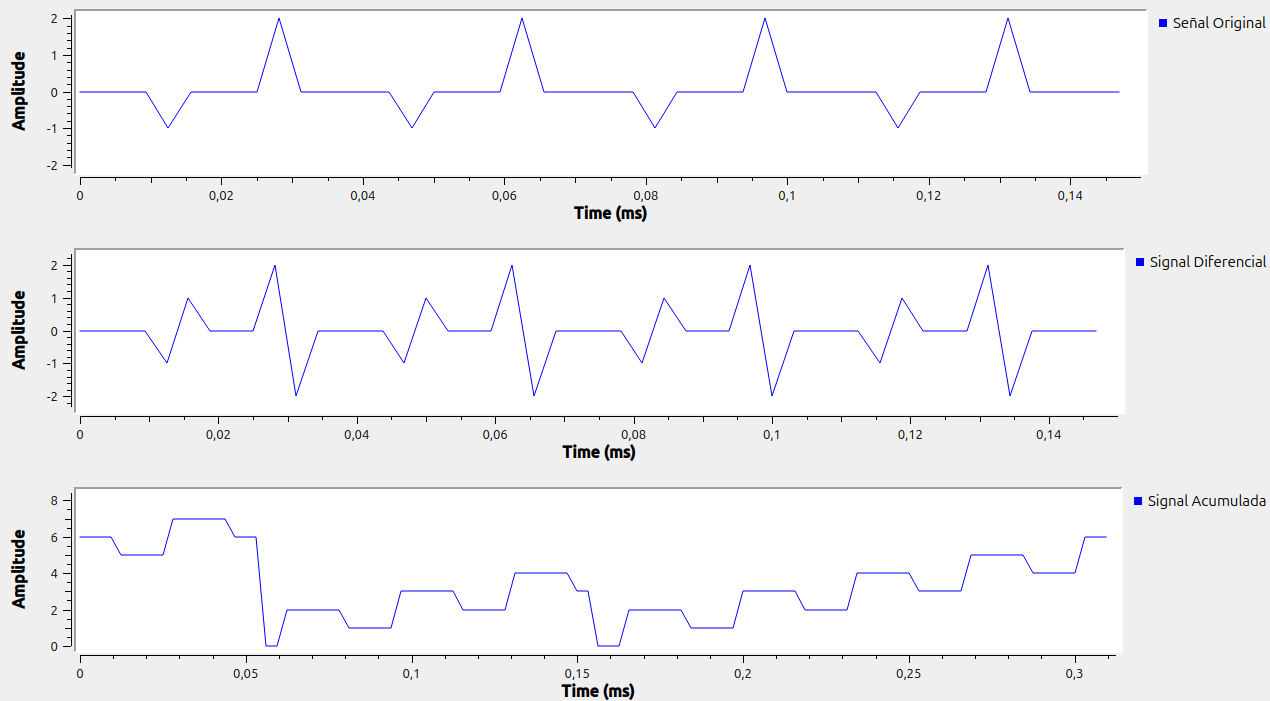 Amplitude
2
1
0
-1
-2
0 0,02 0,04 0,06 0,08 0,1 0,12 0,14
Time (ms)
Señal Original
Amplitude
2
1
0
-1
-2
0 0,02 0,04 0,06 0,08 0,1 0,12 0,14
Time (ms)
Signal Diferencial
Amplitude
8
6
4
2
0
0 0,05 0,1 0,15 0,2 0,25 0,3
Time (ms)
Signal Acumulada